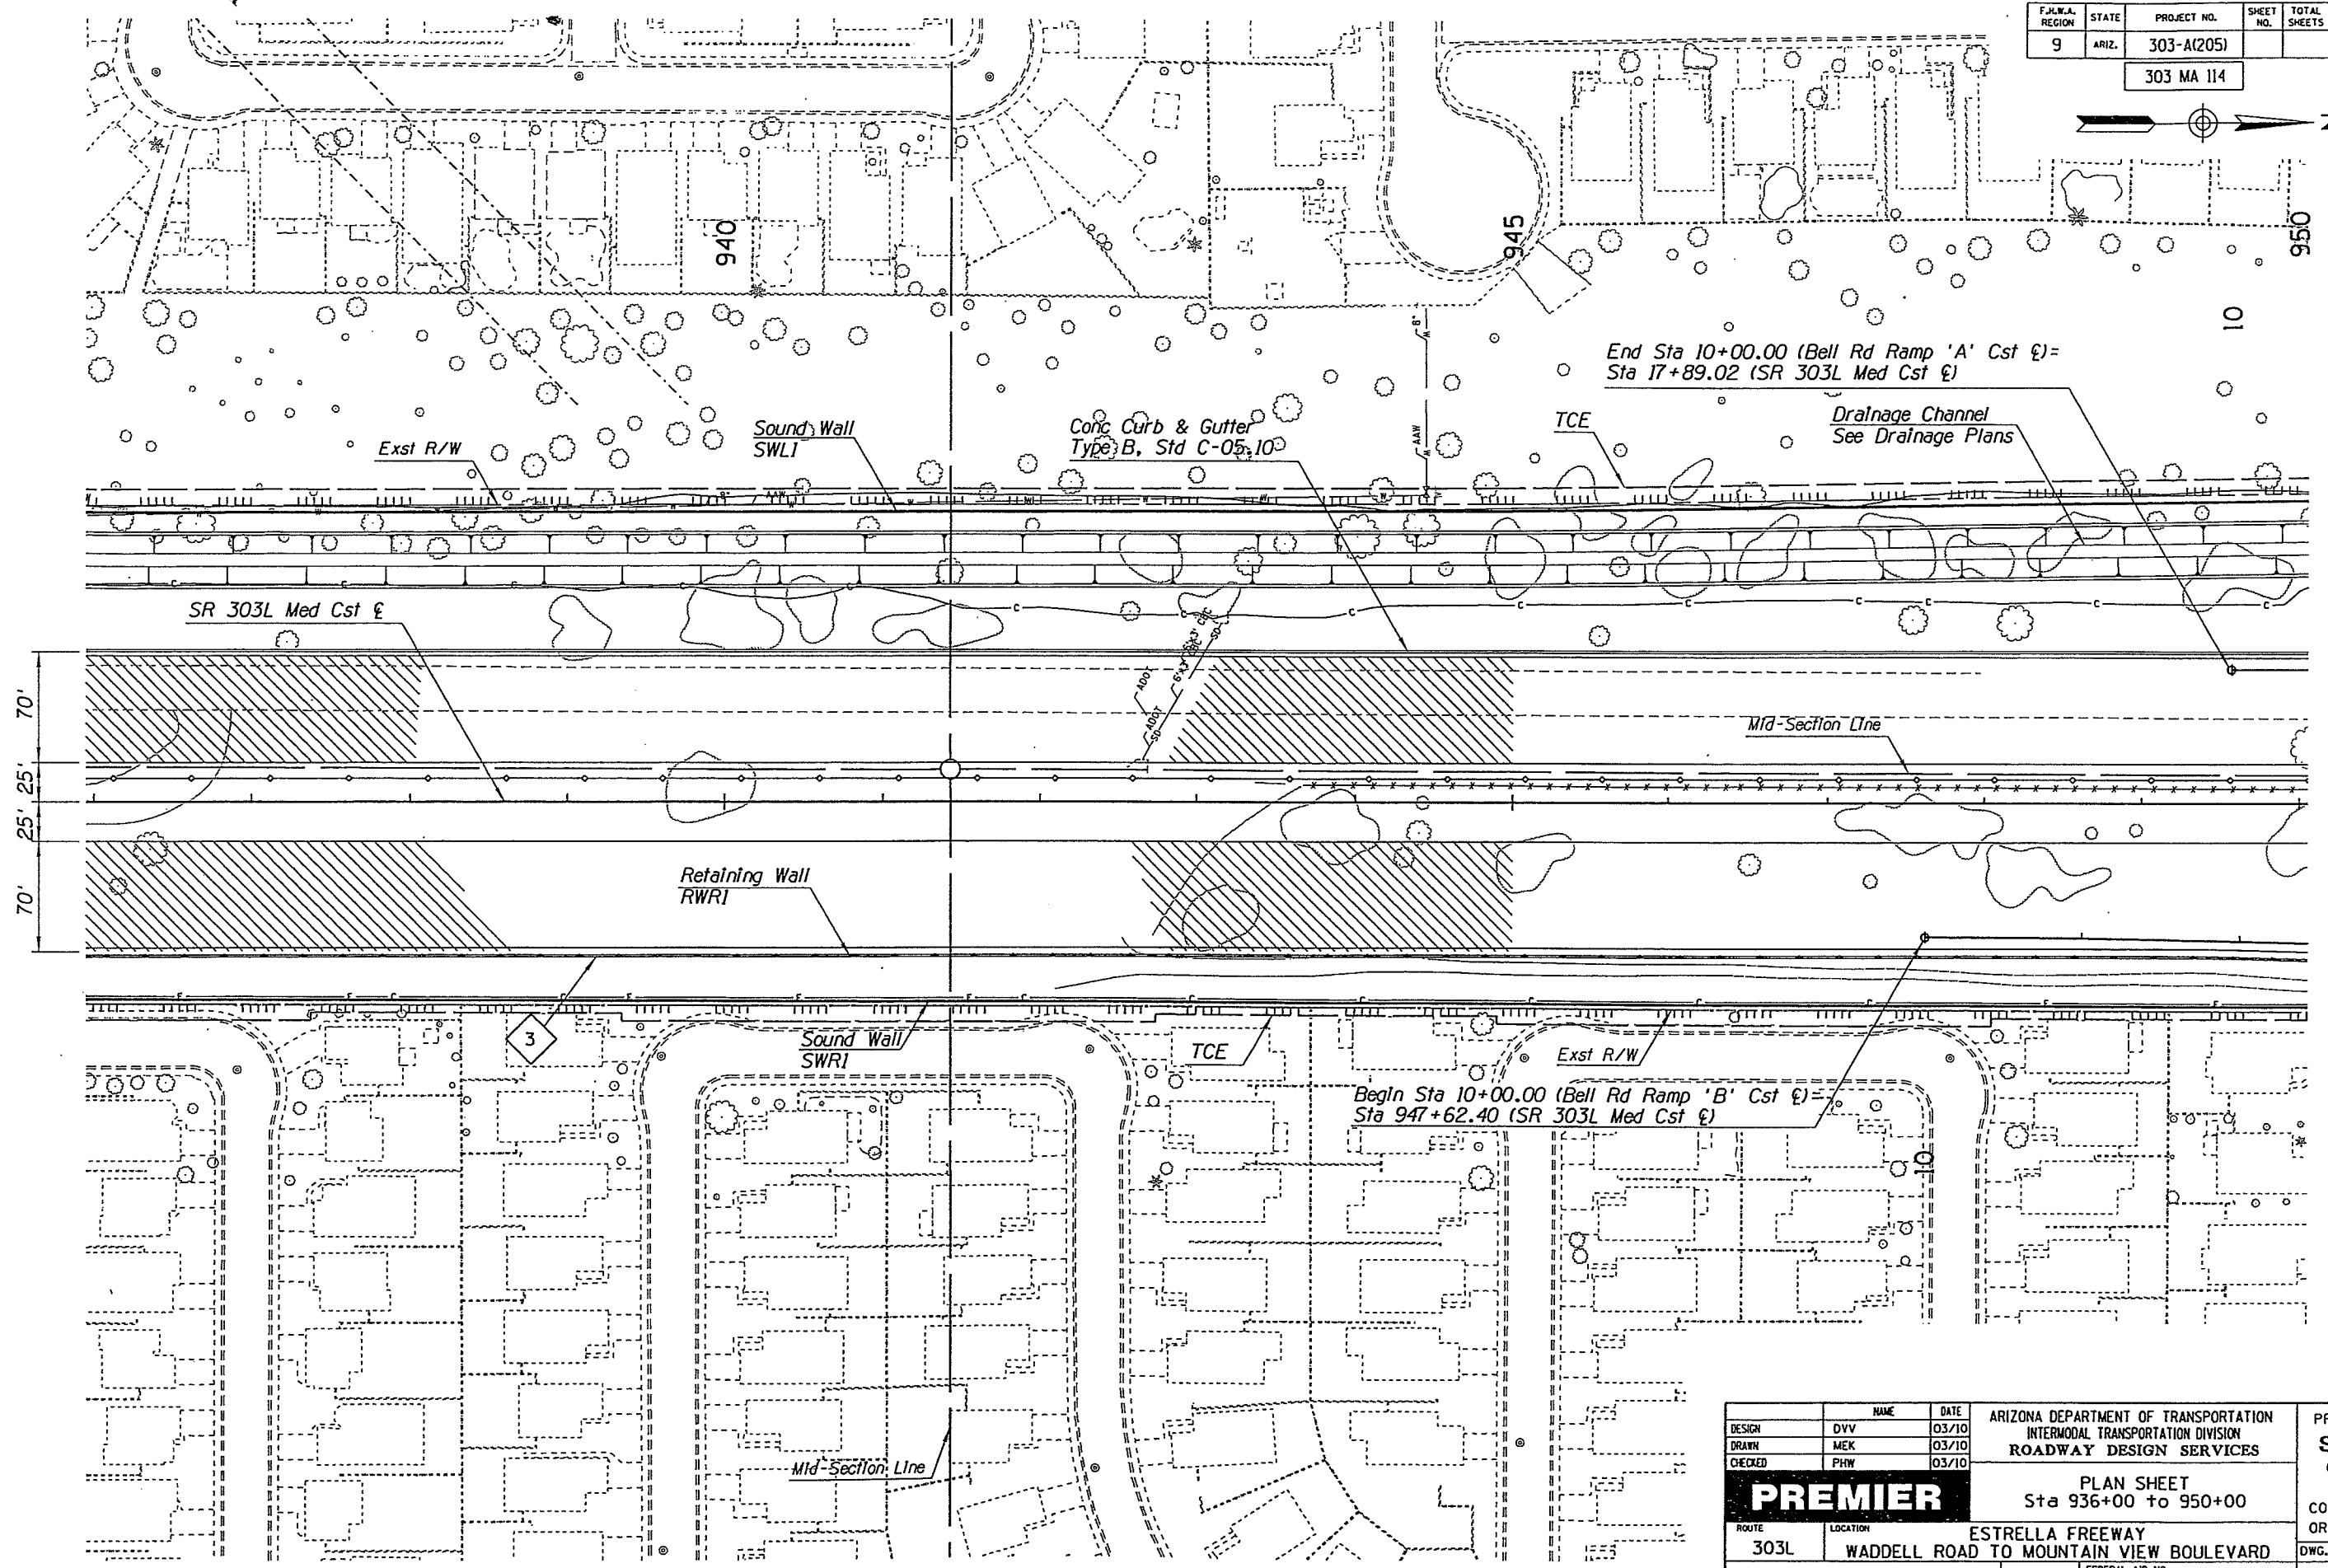 F.H.W.A. REGION
STATE
PROJECT NO.
SHEET NO.
TOTAL SHEETS
9
ARIZ.
303-A(205)
303 MA 114
940
945
950
10
End Sta 10+00.00 (Bell Rd Ramp 'A' Cst ℄)=
Sta 17+89.02 (SR 303L Med Cst ℄)
Exst R/W
Sound Wall
SWL1
Conc Curb & Gutter
Type B, Std C-05.10
TCE
Drainage Channel
See Drainage Plans
SR 303L Med Cst ℄
70'
25'
25'
70'
Mid-Section Line
Retaining Wall
RWR1
3
Sound Wall
SWR1
TCE
Exst R/W
Begin Sta 10+00.00 (Bell Rd Ramp 'B' Cst ℄)=
Sta 947+62.40 (SR 303L Med Cst ℄)
10
Mid-Section Line
NAME DATE
DESIGN DVV 03/10
DRAWN MEK 03/10
CHECKED PHW 03/10
PREMIER
ARIZONA DEPARTMENT OF TRANSPORTATION
INTERMODAL TRANSPORTATION DIVISION
ROADWAY DESIGN SERVICES
PLAN SHEET
Sta 936+00 to 950+00
ROUTE
303L
LOCATION
ESTRELLA FREEWAY
WADDELL ROAD TO MOUNTAIN VIEW BOULEVARD
DWG.